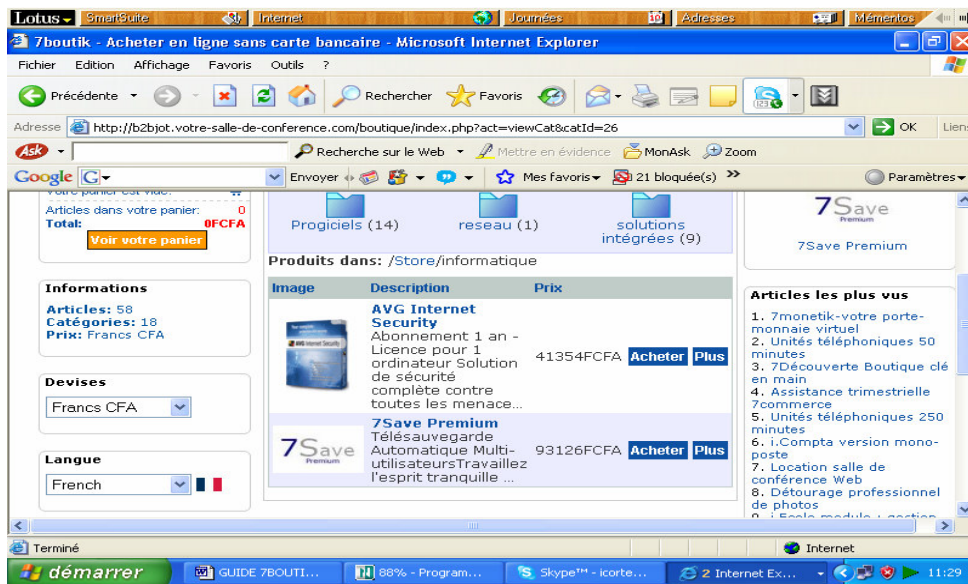 Lotus SmartSuite Internet Journées 10 Adresses Mémentos
7boutik - Acheter en ligne sans carte bancaire - Microsoft Internet Explorer
Fichier Edition Affichage Favoris Outils ?
Précédente Rechercher Favoris
Adresse http://b2bjot.votre-salle-de-conference.com/boutique/index.php?act=viewCat&catId=26 OK Liens
Ask Recherche sur le Web Mettre en évidence MonAsk Zoom
Google G Envoyer Mes favoris 21 bloquée(s) >> Paramètres
Votre panier est vide.
Articles dans votre panier: 0
Total: 0FCFA
Voir votre panier
Informations
Articles: 58
Catégories: 18
Prix: Francs CFA
Devises
Francs CFA
Langue
French
Progiciels (14) reseau (1) solutions
intégrées (9)
Produits dans: /Store/informatique
Image Description Prix
AVG Internet
Security
Abonnement 1 an -
Licence pour 1
ordinateur Solution
de sécurité
complète contre
toutes les menace...
41354FCFA Acheter Plus
7Save Premium
Télésauvegarde
Automatique Multi-
utilisateursTravaillez
l'esprit tranquille ...
93126FCFA Acheter Plus
7Save
Premium
7Save
Premium
7Save Premium
Articles les plus vus
1. 7monetik-votre porte-
monnaie virtuel
2. Unités téléphoniques 50
minutes
3. 7Découverte Boutique clé
en main
4. Assistance trimestrielle
7commerce
5. Unités téléphoniques 250
minutes
6. i.Compta version mono-
poste
7. Location salle de
conférence Web
8. Détourage professionnel
de photos
Terminé Internet
démarrer GUIDE 7BOUTI... 88% - Program... Skype™ - icorte... 2 Internet Ex... 11:29